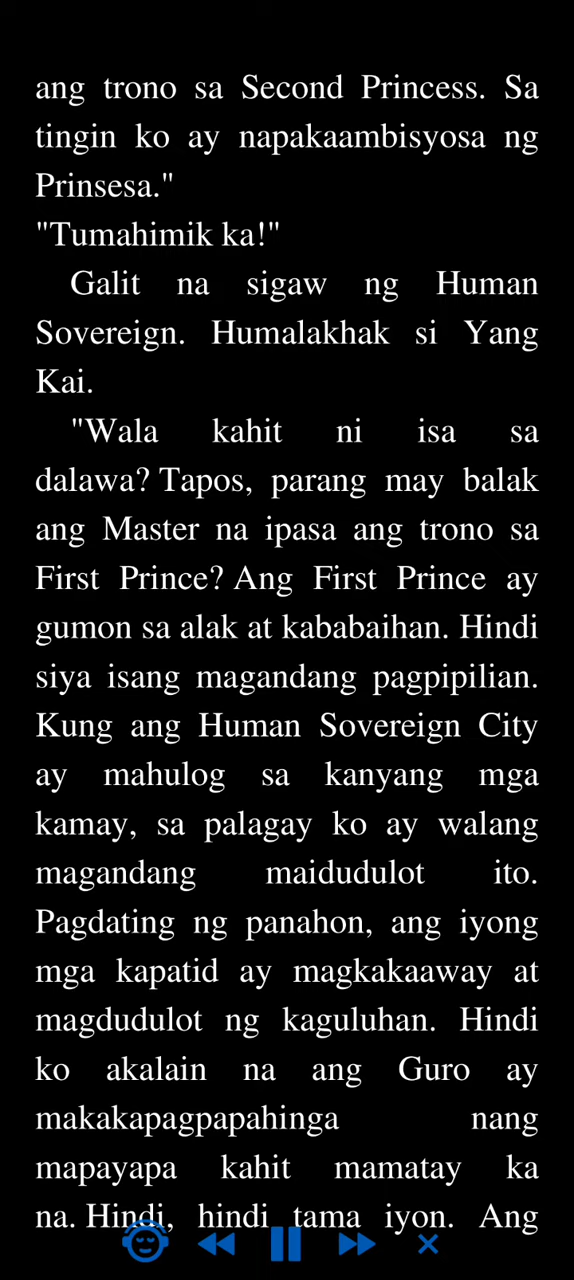 ang trono sa Second Princess. Sa
tingin ko ay napakaambisyosa ng
Prinsesa."
"Tumahimik ka!"
Galit na sigaw ng Human
Sovereign. Humalakhak si Yang
Kai.
"Wala kahit ni isa sa
dalawa? Tapos, parang may balak
ang Master na ipasa ang trono sa
First Prince? Ang First Prince ay
gumon sa alak at kababaihan. Hindi
siya isang magandang pagpipilian.
Kung ang Human Sovereign City
ay mahulog sa kanyang mga
kamay, sa palagay ko ay walang
magandang maidudulot ito.
Pagdating ng panahon, ang iyong
mga kapatid ay magkakaaway at
magdudulot ng kaguluhan. Hindi
ko akalain na ang Guro ay
makakapagpapahinga nang
mapayapa kahit mamatay ka
na. Hindi, hindi tama iyon. Ang